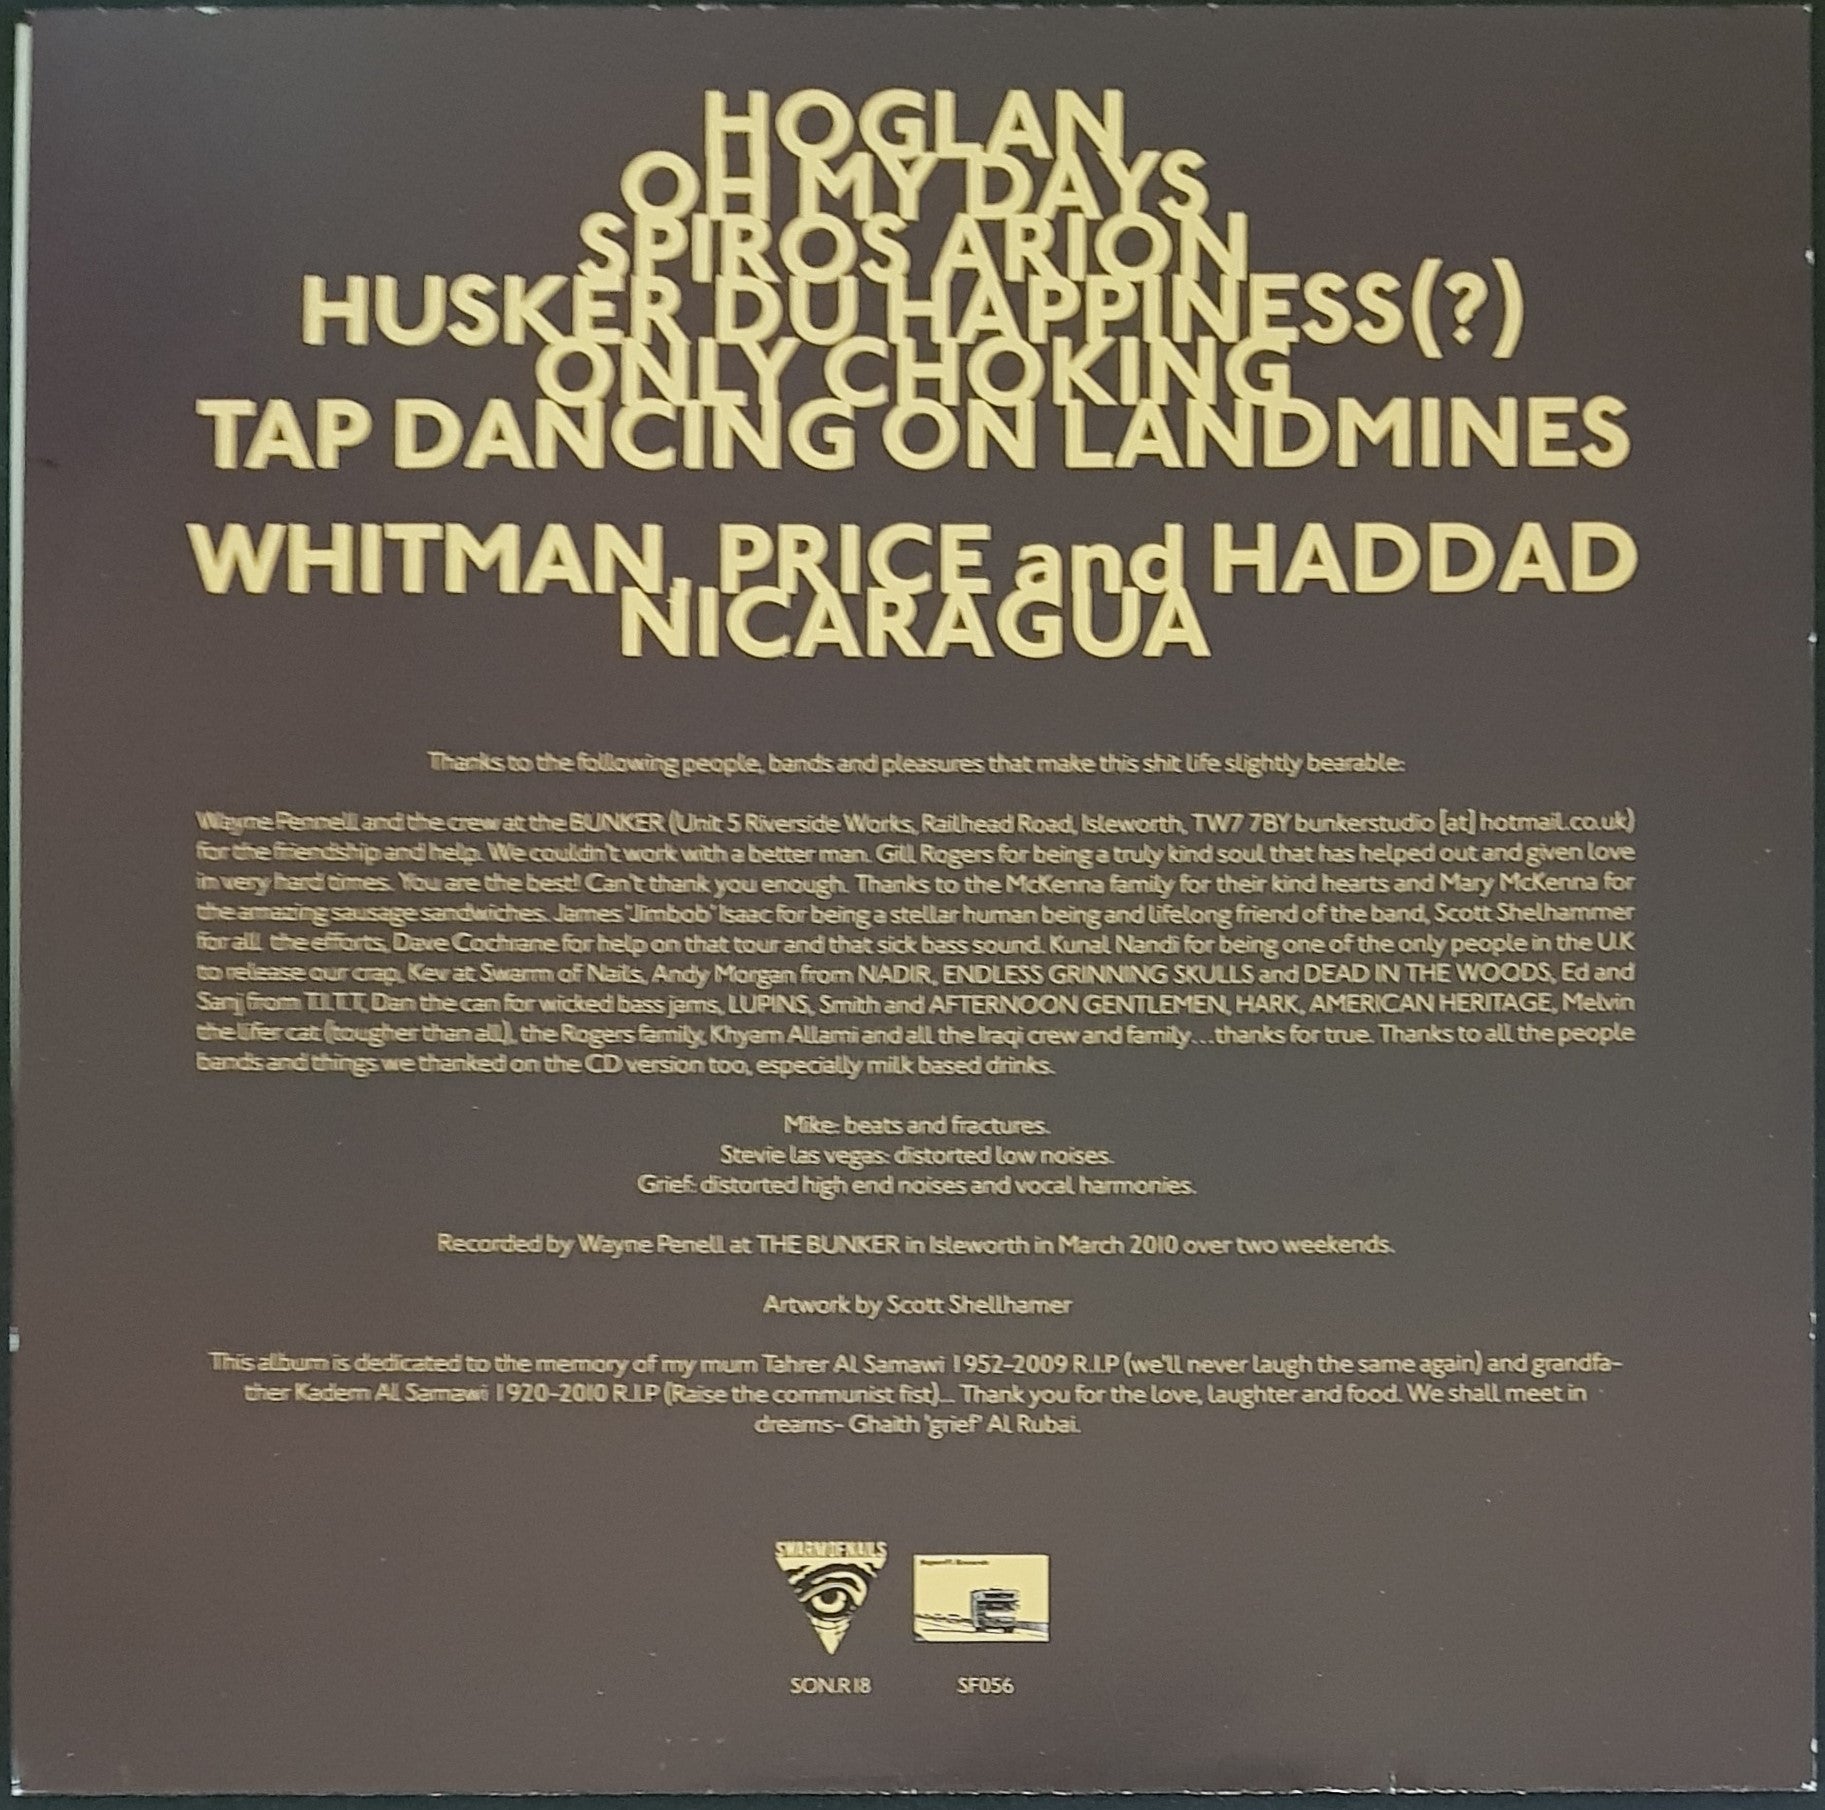 HOGLAN
OH MY DAYS
SPIROS ARION
HUSKER DU HAPPINESS(?)
ONLY CHOKING
TAP DANCING ON LANDMINES
WHITMAN, PRICE and HADDAD
NICARAGUA
Thanks to the following people, bands and pleasures that make this shit life slightly bearable:
Wayne Pennell and the crew at the BUNKER (Unit 5 Riverside Works, Railhead Road, Isleworth, TW7 7BY bunkerstudio [at] hotmail.co.uk)
for the friendship and help. We couldn't work with a better man. Gill Rogers for being a truly kind soul that has helped out and given love
in very hard times. You are the best! Can't thank you enough. Thanks to the McKenna family for their kind hearts and Mary McKenna for
the amazing sausage sandwiches. James 'Jimbob' Isaac for being a stellar human being and lifelong friend of the band, Scott Shelhammer
for all the efforts, Dave Cochrane for help on that tour and that sick bass sound. Kunal Nandi for being one of the only people in the U.K
to release our crap, Kev at Swarm of Nails, Andy Morgan from NADIR, ENDLESS GRINNING SKULLS and DEAD IN THE WOODS, Ed and
Sanj from T.I.T.T, Dan the can for wicked bass jams, LUPINS, Smith and AFTERNOON GENTLEMEN, HARK, AMERICAN HERITAGE, Melvin
the lifer cat (tougher than all), the Rogers family, Khyam Allami and all the Iraqi crew and family...thanks for true. Thanks to all the people
bands and things we thanked on the CD version too, especially milk based drinks.
Mike: beats and fractures.
Stevie las vegas: distorted low noises.
Grief: distorted high end noises and vocal harmonies.
Recorded by Wayne Penell at THE BUNKER in Isleworth in March 2010 over two weekends.
Artwork by Scott Shellhamer
This album is dedicated to the memory of my mum Tahrer Al Samawi 1952-2009 R.I.P (we'll never laugh the same again) and grandfa-
ther Kadem Al Samawi 1920-2010 R.I.P (Raise the communist fist)... Thank you for the love, laughter and food. We shall meet in
dreams- Ghaith 'grief' Al Rubai.
SWARM OF NAILS
SON.R18
SF056